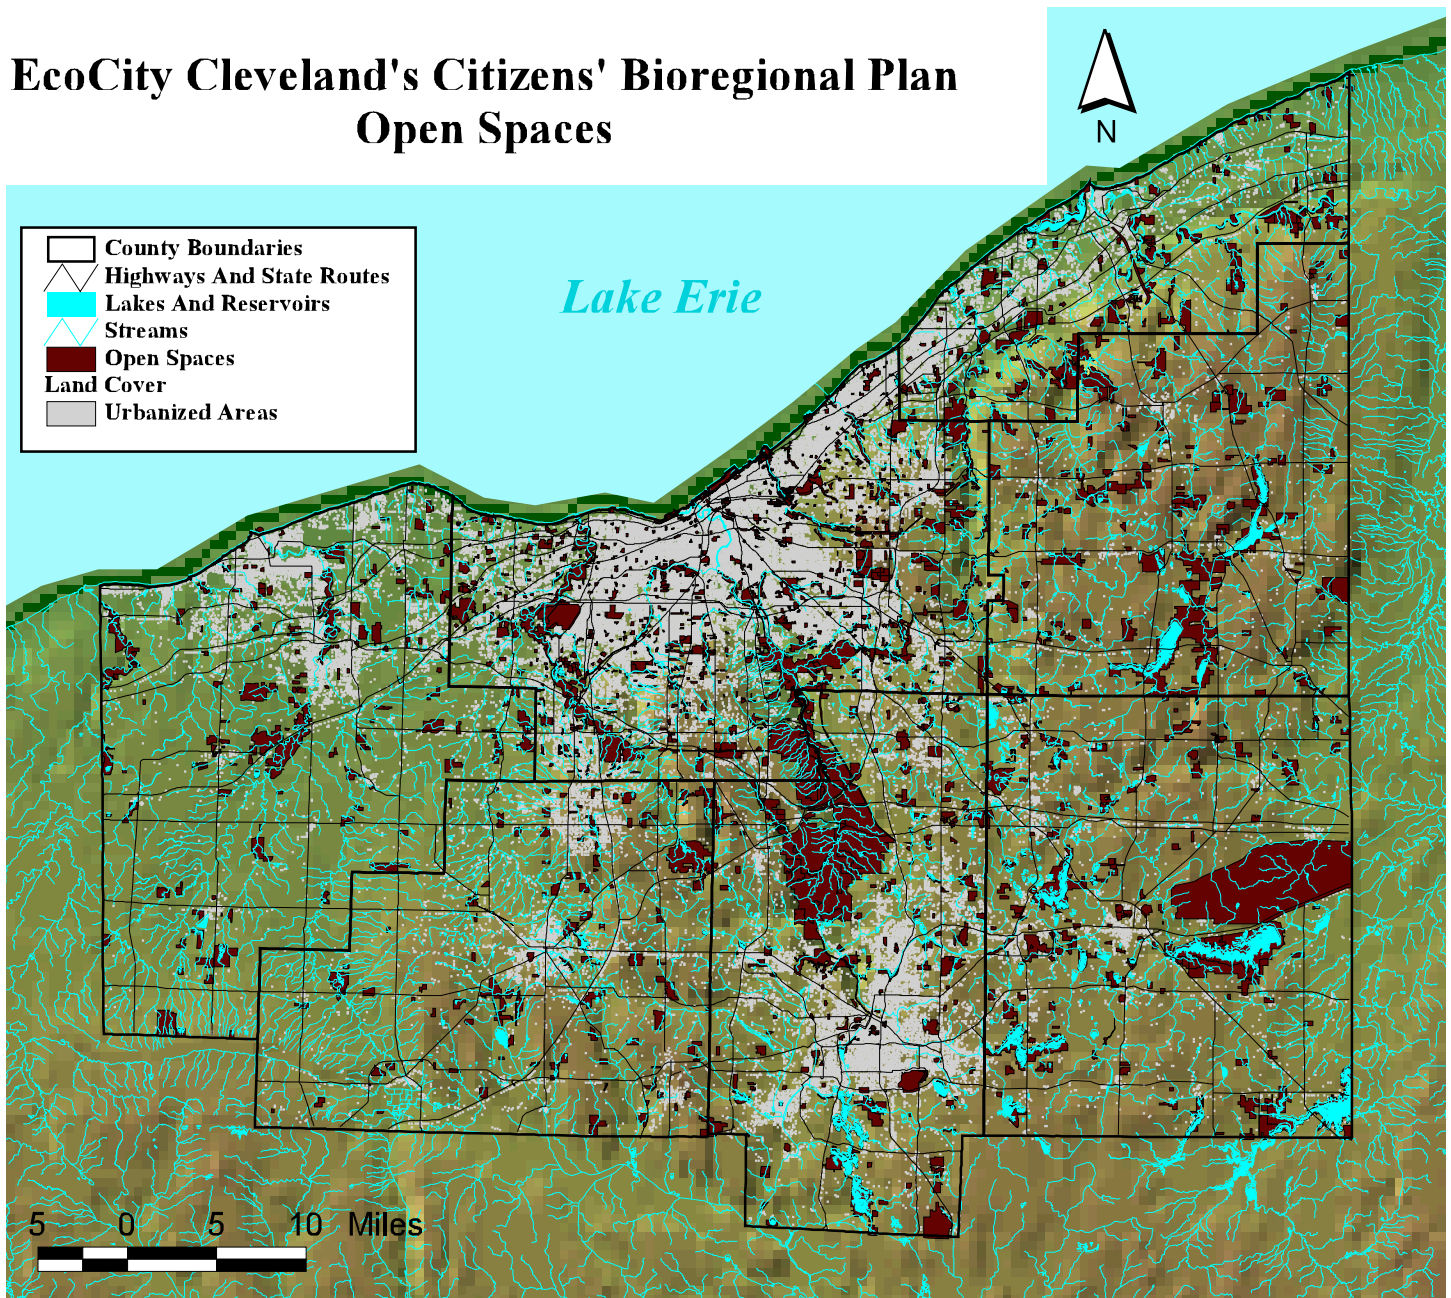 EcoCity Cleveland's Citizens' Bioregional Plan
Open Spaces
N
County Boundaries
Highways And State Routes
Lakes And Reservoirs
Streams
Open Spaces
Land Cover
Urbanized Areas
Lake Erie
5 0 5 10 Miles